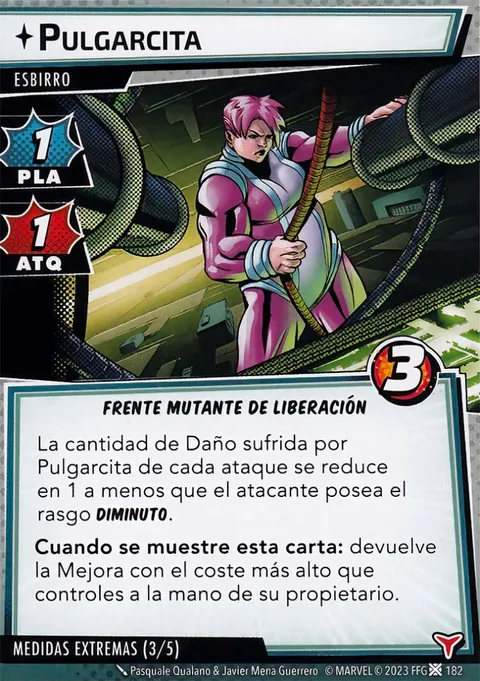 PULGARCITA
ESBIRRO
1
PLA
1
ATQ
3
FRENTE MUTANTE DE LIBERACIÓN
La cantidad de Daño sufrida por
Pulgarcita de cada ataque se reduce
en 1 a menos que el atacante posea el
rasgo DIMINUTO.
Cuando se muestre esta carta: devuelve
la Mejora con el coste más alto que
controles a la mano de su propietario.
MEDIDAS EXTREMAS (3/5)
Pasquale Qualano & Javier Mena Guerrero © MARVEL © 2023 FFG 182